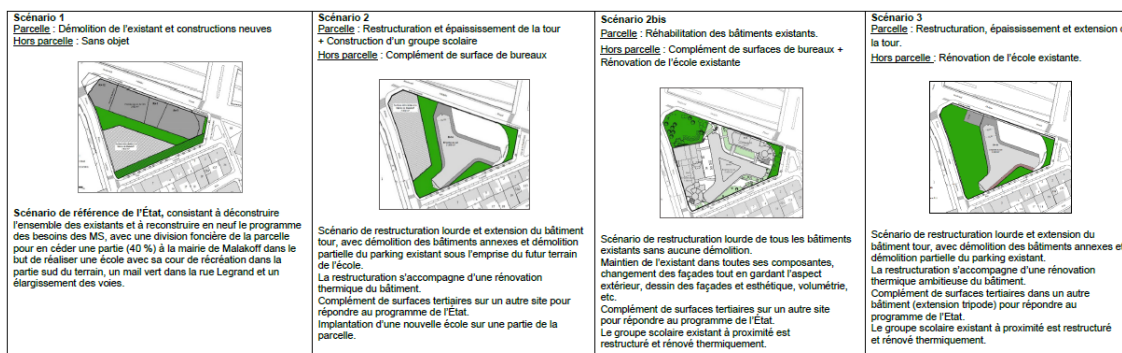 Scénario 1
Parcelle : Démolition de l'existant et constructions neuves
Hors parcelle : Sans objet
Scénario de référence de l'État, consistant à déconstruire
l'ensemble des existants et à reconstruire en neuf le programme
des besoins des MS, avec une division foncière de la parcelle
pour en céder une partie (40 %) à la mairie de Malakoff dans le
but de réaliser une école avec sa cour de récréation dans la
partie sud du terrain, un mail vert dans la rue Legrand et un
élargissement des voies.
Scénario 2
Parcelle : Restructuration et épaississement de la tour
+ Construction d'un groupe scolaire
Hors parcelle : Complément de surface de bureaux
Scénario de restructuration lourde et extension du bâtiment
tour, avec démolition des bâtiments annexes et démolition
partielle du parking existant sous l'emprise du futur terrain
de l'école.
La restructuration s'accompagne d'une rénovation
thermique du bâtiment.
Complément de surfaces tertiaires sur un autre site pour
répondre au programme de l'État.
Implantation d'une nouvelle école sur une partie de la
parcelle.
Scénario 2bis
Parcelle : Réhabilitation des bâtiments existants.
Hors parcelle : Complément de surfaces de bureaux +
Rénovation de l'école existante
Scénario de restructuration lourde de tous les bâtiments
existants sans aucune démolition.
Maintien de l'existant dans toutes ses composantes,
changement des façades tout en gardant l'aspect
extérieur, dessin des façades et esthétique, volumétrie,
etc.
Complément de surfaces tertiaires sur un autre site
pour répondre au programme de l'État.
Le groupe scolaire existant à proximité est
restructuré et rénové thermiquement.
Scénario 3
Parcelle : Restructuration, épaississement et extension
la tour.
Hors parcelle : Rénovation de l'école existante.
Scénario de restructuration lourde et extension du
bâtiment tour, avec démolition des bâtiments annexes et
démolition partielle du parking existant.
La restructuration s'accompagne d'une rénovation
thermique ambitieuse du bâtiment.
Complément de surfaces tertiaires dans un autre
bâtiment (extension tripode) pour répondre au
programme de l'Etat.
Le groupe scolaire existant à proximité est restructuré
et rénové thermiquement.